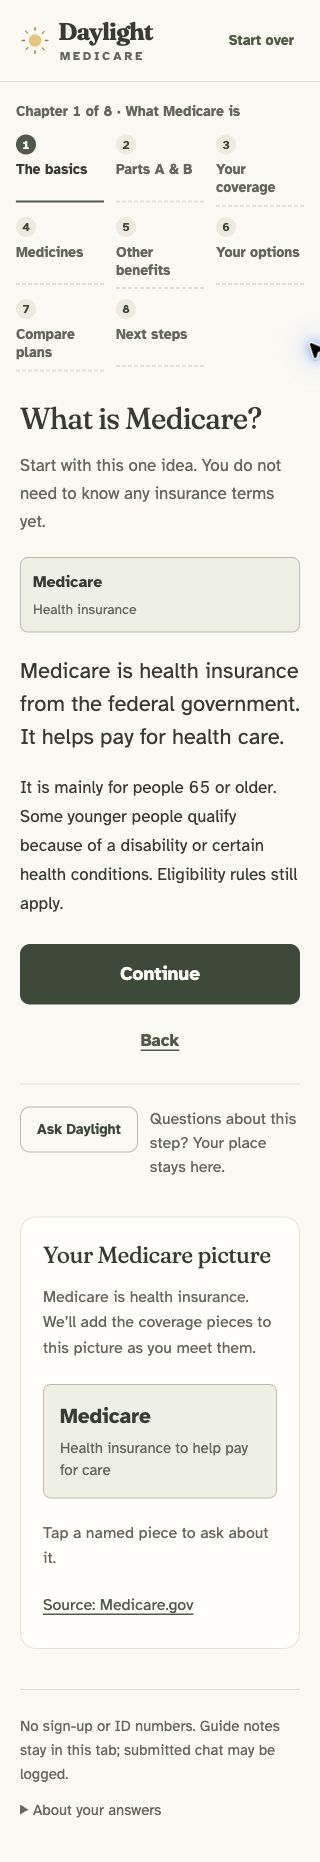 Daylight
MEDICARE
Start over
Chapter 1 of 8 · What Medicare is
1
The basics
2
Parts A & B
3
Your
coverage
4
Medicines
5
Other
benefits
6
Your options
7
Compare
plans
8
Next steps
What is Medicare?
Start with this one idea. You do not
need to know any insurance terms
yet.
Medicare
Health insurance
Medicare is health insurance
from the federal government.
It helps pay for health care.
It is mainly for people 65 or older.
Some younger people qualify
because of a disability or certain
health conditions. Eligibility rules still
apply.
Continue
Back
Ask Daylight
Questions about this
step? Your place
stays here.
Your Medicare picture
Medicare is health insurance.
We’ll add the coverage pieces to
this picture as you meet them.
Medicare
Health insurance to help pay
for care
Tap a named piece to ask about
it.
Source: Medicare.gov
No sign-up or ID numbers. Guide notes
stay in this tab; submitted chat may be
logged.
▶ About your answers